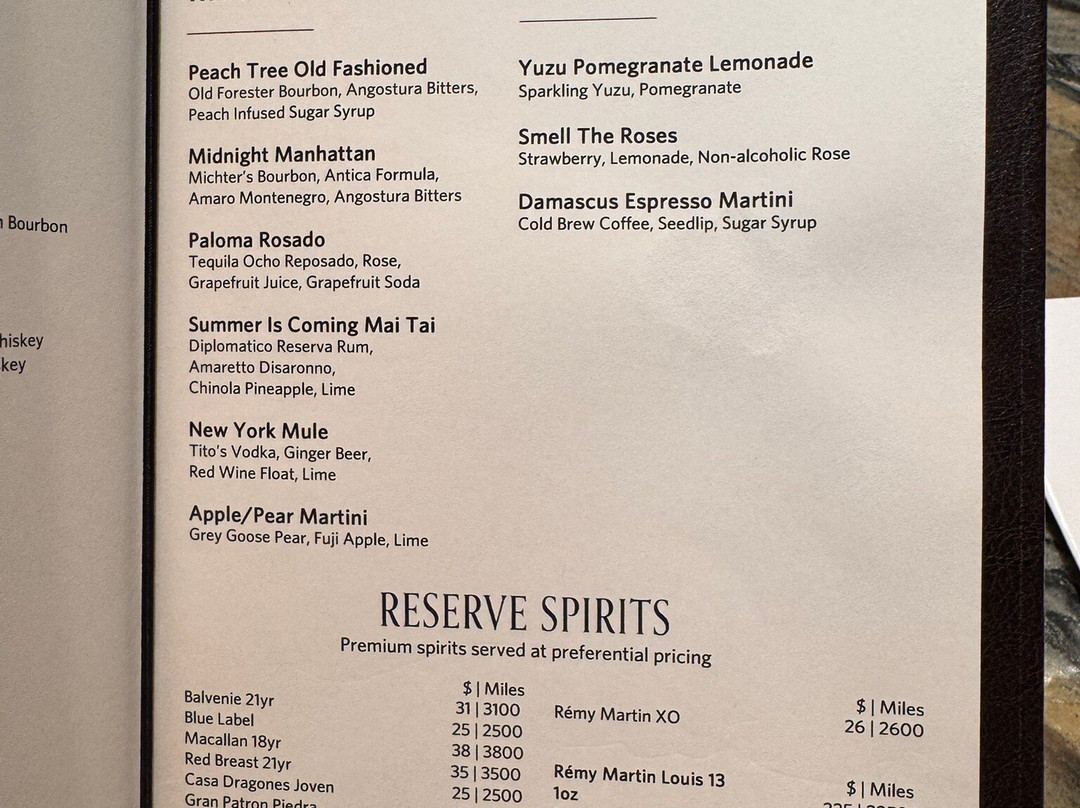 Bourbon
key
Peach Tree Old Fashioned
Old Forester Bourbon, Angostura Bitters,
Peach Infused Sugar Syrup
Midnight Manhattan
Michter's Bourbon, Antica Formula,
Amaro Montenegro, Angostura Bitters
Paloma Rosado
Tequila Ocho Reposado, Rose,
Grapefruit Juice, Grapefruit Soda
Summer Is Coming Mai Tai
Diplomatico Reserva Rum,
Amaretto Disaronno,
Chinola Pineapple, Lime
New York Mule
Tito's Vodka, Ginger Beer,
Red Wine Float, Lime
Apple/Pear Martini
Grey Goose Pear, Fuji Apple, Lime
Yuzu Pomegranate Lemonade
Sparkling Yuzu, Pomegranate
Smell The Roses
Strawberry, Lemonade, Non-alcoholic Rose
Damascus Espresso Martini
Cold Brew Coffee, Seedlip, Sugar Syrup
RESERVE SPIRITS
Premium spirits served at preferential pricing
$ | Miles
Balvenie 21yr 31 | 3100
Blue Label 25 | 2500
Macallan 18yr 38 | 3800
Red Breast 21yr 35 | 3500
Casa Dragones Joven 25 | 2500
Gran Patron Piedra
$ | Miles
Rémy Martin XO 26 | 2600
Rémy Martin Louis 13
1oz
$ | Miles